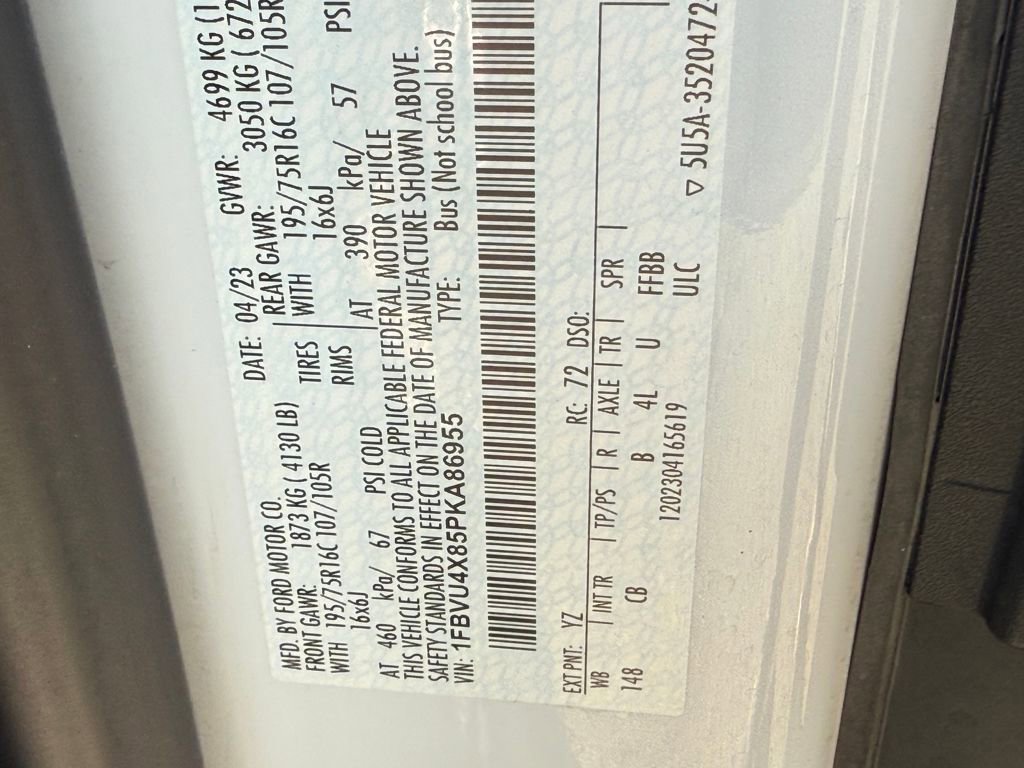 MFD. BY FORD MOTOR CO. DATE: 04/23 GVWR: 4699 KG (1
FRONT GAWR: 1873 KG ( 4130 LB) REAR GAWR: 3050 KG ( 672
WITH 195/75R16C 107/105R TIRES WITH 195/75R16C 107/105R
16x6J RIMS 16x6J
AT 460 kPa/ 67 PSI COLD AT 390 kPa/ 57 PSI
THIS VEHICLE CONFORMS TO ALL APPLICABLE FEDERAL MOTOR VEHICLE
SAFETY STANDARDS IN EFFECT ON THE DATE OF MANUFACTURE SHOWN ABOVE.
VIN: 1FBVU4X85PKA86955 TYPE: Bus (Not school bus)
EXT PNT: YZ RC: 72 DSO:
WB INT TR TP/PS R AXLE TR SPR
148 CB B 4L U FFBB
1202304165619 ULC
▽ 5U5A-3520472-